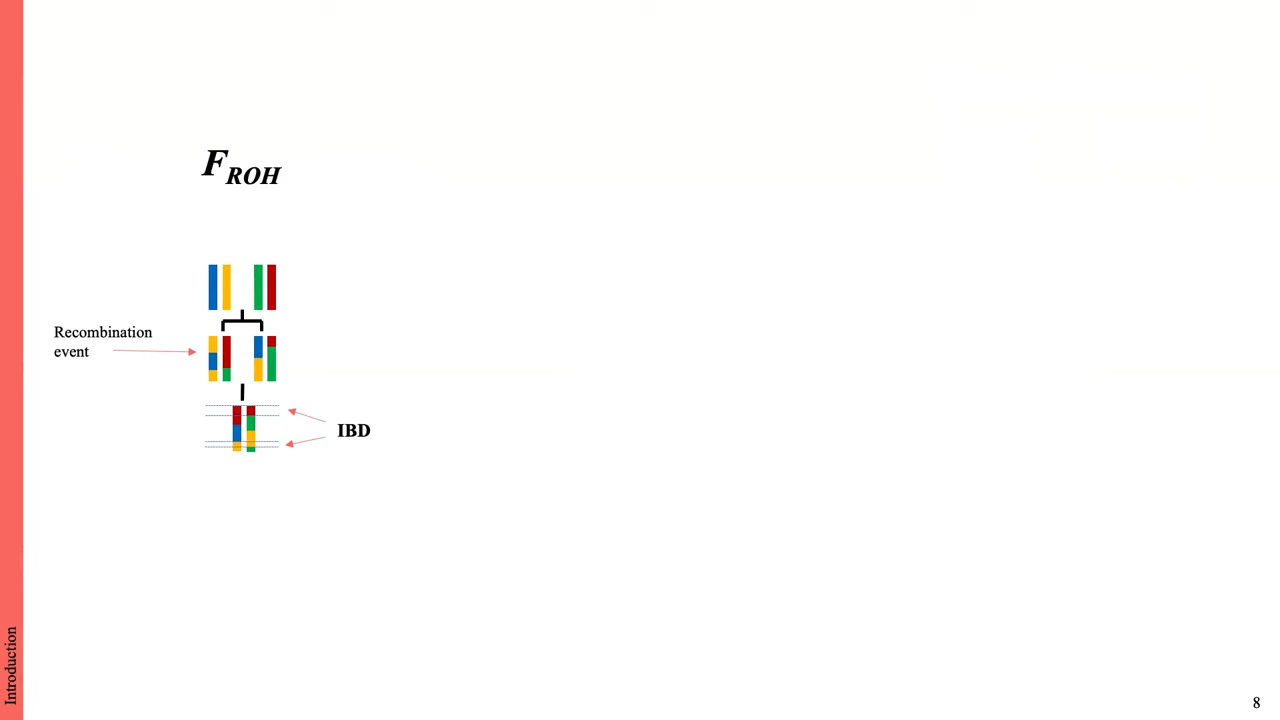 F_ROH
Recombination
event
IBD
Introduction
8